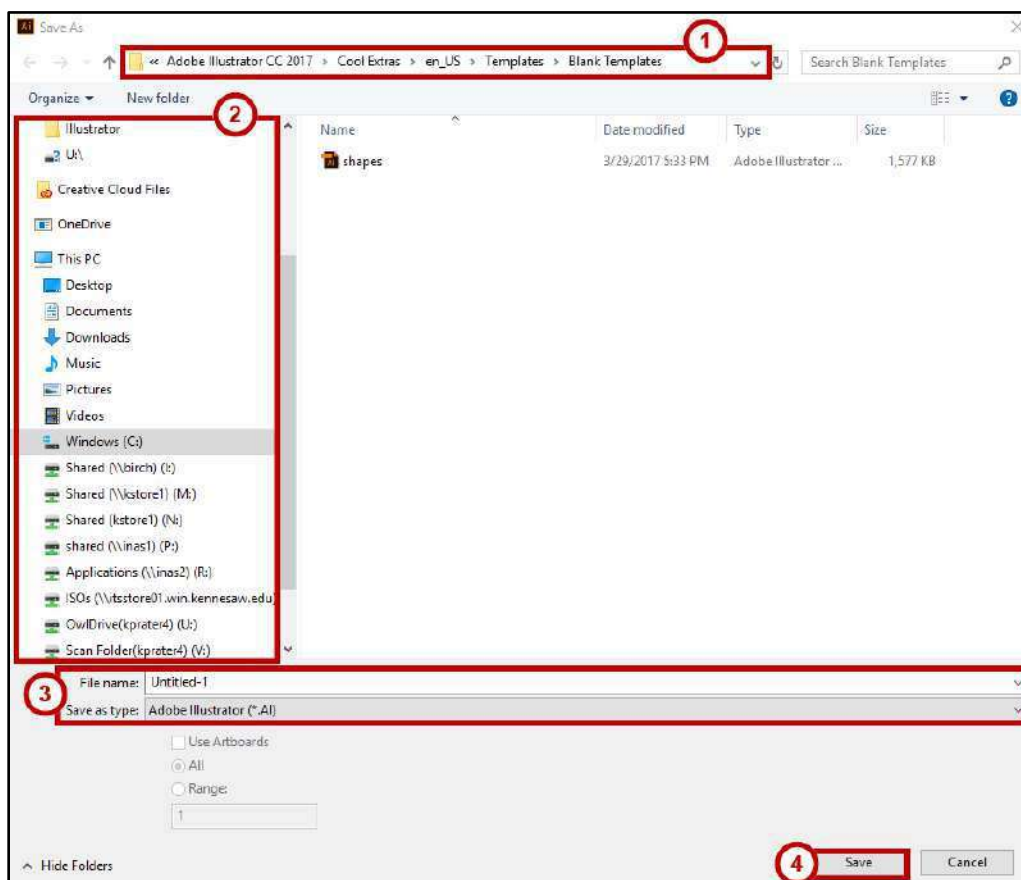 Ai Save As
1
« Adobe Illustrator CC 2017 > Cool Extras > en_US > Templates > Blank Templates
Search Blank Templates
Organize New folder
2
Illustrator
U:\
Creative Cloud Files
OneDrive
This PC
Desktop
Documents
Downloads
Music
Pictures
Videos
Windows (C:)
Shared (\\birch) (I:)
Shared (\\kstore1) (M:)
Shared (kstore1) (N:)
shared (\\inas1) (P:)
Applications (\\inas2) (R:)
ISOs (\\itsstore01.win.kennesaw.edu)
OwlDrive(kprater4) (U:)
Scan Folder(kprater4) (V:)
Name Date modified Type Size
shapes 3/29/2017 5:33 PM Adobe Illustrator ... 1,577 KB
3
File name: Untitled-1
Save as type: Adobe Illustrator (*.AI)
Use Artboards
All
Range:
1
Hide Folders
4
Save Cancel